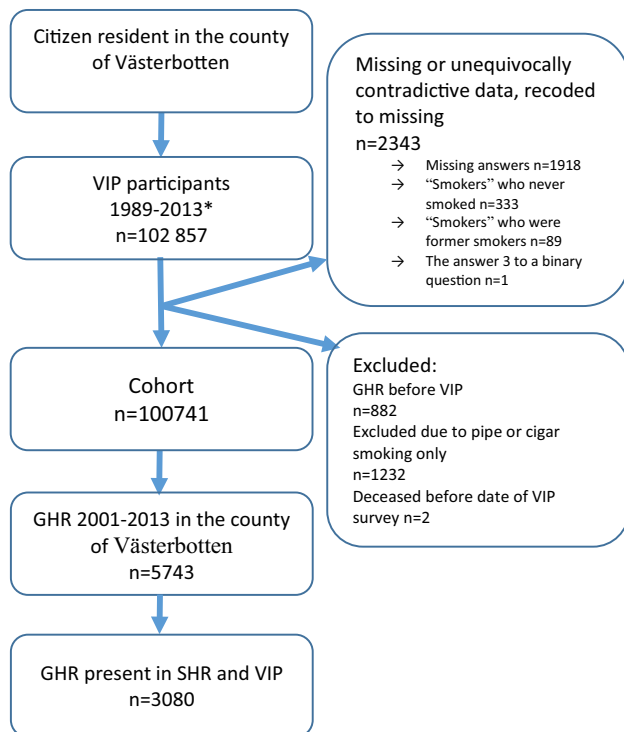 Citizen resident in the county
of Västerbotten
VIP participants
1989-2013*
n=102 857
Missing or unequivocally
contradictive data, recoded
to missing
n=2343
→ Missing answers n=1918
→ “Smokers” who never
smoked n=333
→ “Smokers” who were
former smokers n=89
→ The answer 3 to a binary
question n=1
Cohort
n=100741
Excluded:
GHR before VIP
n=882
Excluded due to pipe or cigar
smoking only
n=1232
Deceased before date of VIP
survey n=2
GHR 2001-2013 in the county
of Västerbotten
n=5743
GHR present in SHR and VIP
n=3080